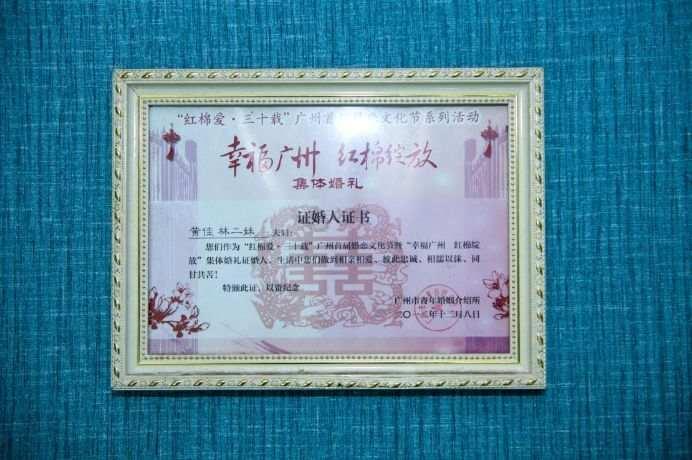 “红棉爱·三十载”广州首届婚恋文化节系列活动
幸福广州 红棉绽放
集体婚礼
证婚人证书
黄佳 林二妹 夫妇：
您们作为“红棉爱·三十载”广州首届婚恋文化节暨“幸福广州 红棉绽
放”集体婚礼证婚人、生活中您们做到相亲相爱、彼此忠诚、相濡以沫、同
甘共苦！
特颁此证、以资纪念
广州市青年婚姻介绍所
十二月八日